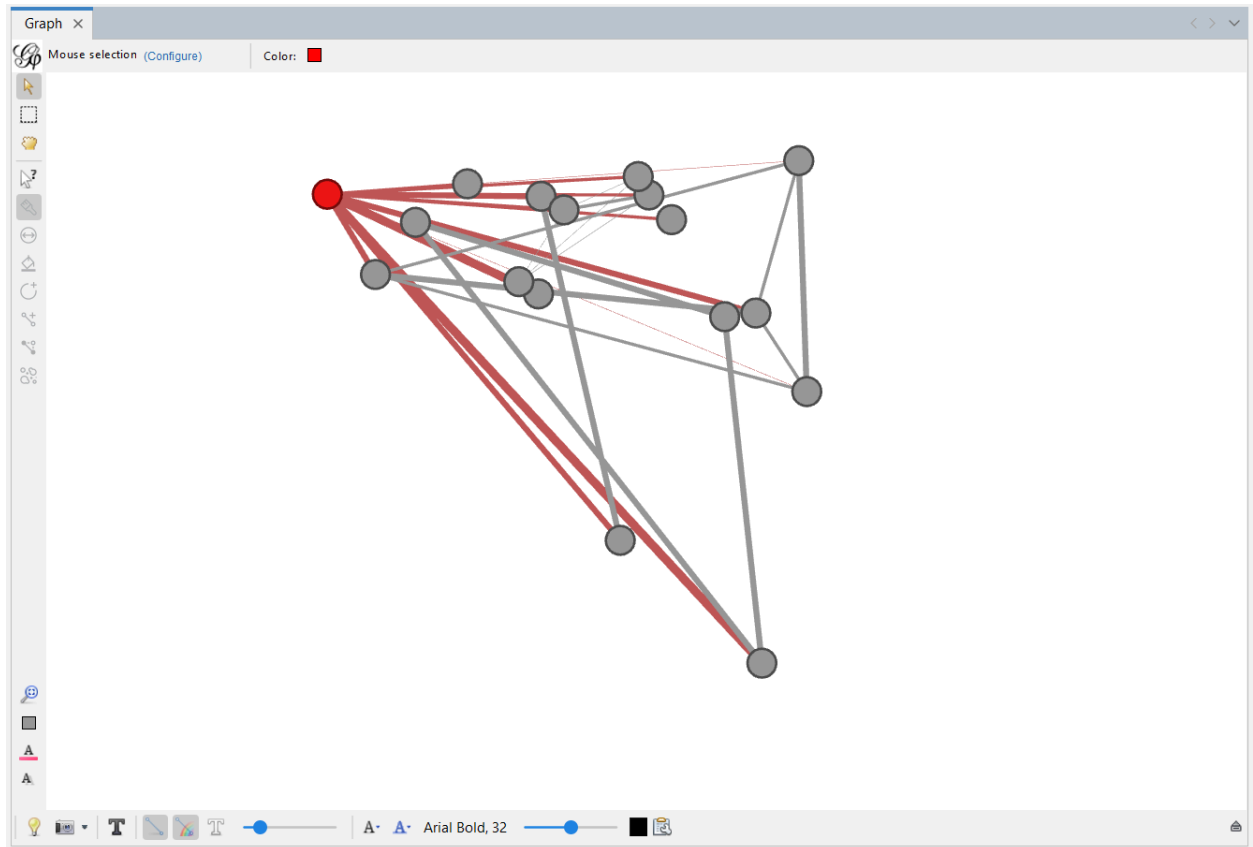 Graph
Mouse selection (Configure) Color:
?
T T A A Arial Bold, 32
A
A